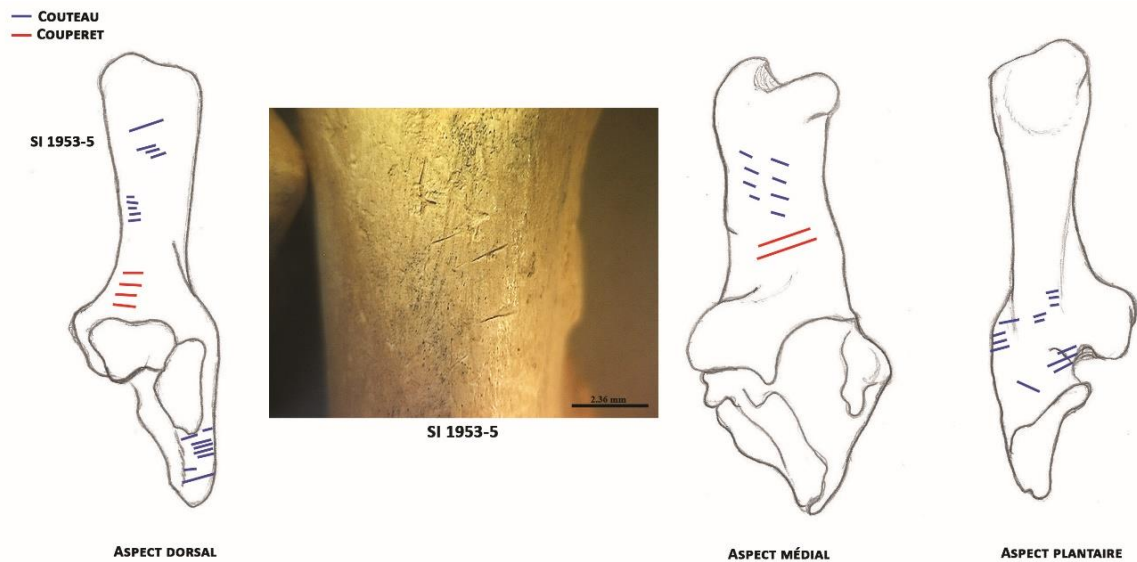 COUTEAU
COUPERET
SI 1953-5
2.36 mm
SI 1953-5
ASPECT DORSAL
ASPECT MÉDIAL
ASPECT PLANTAIRE